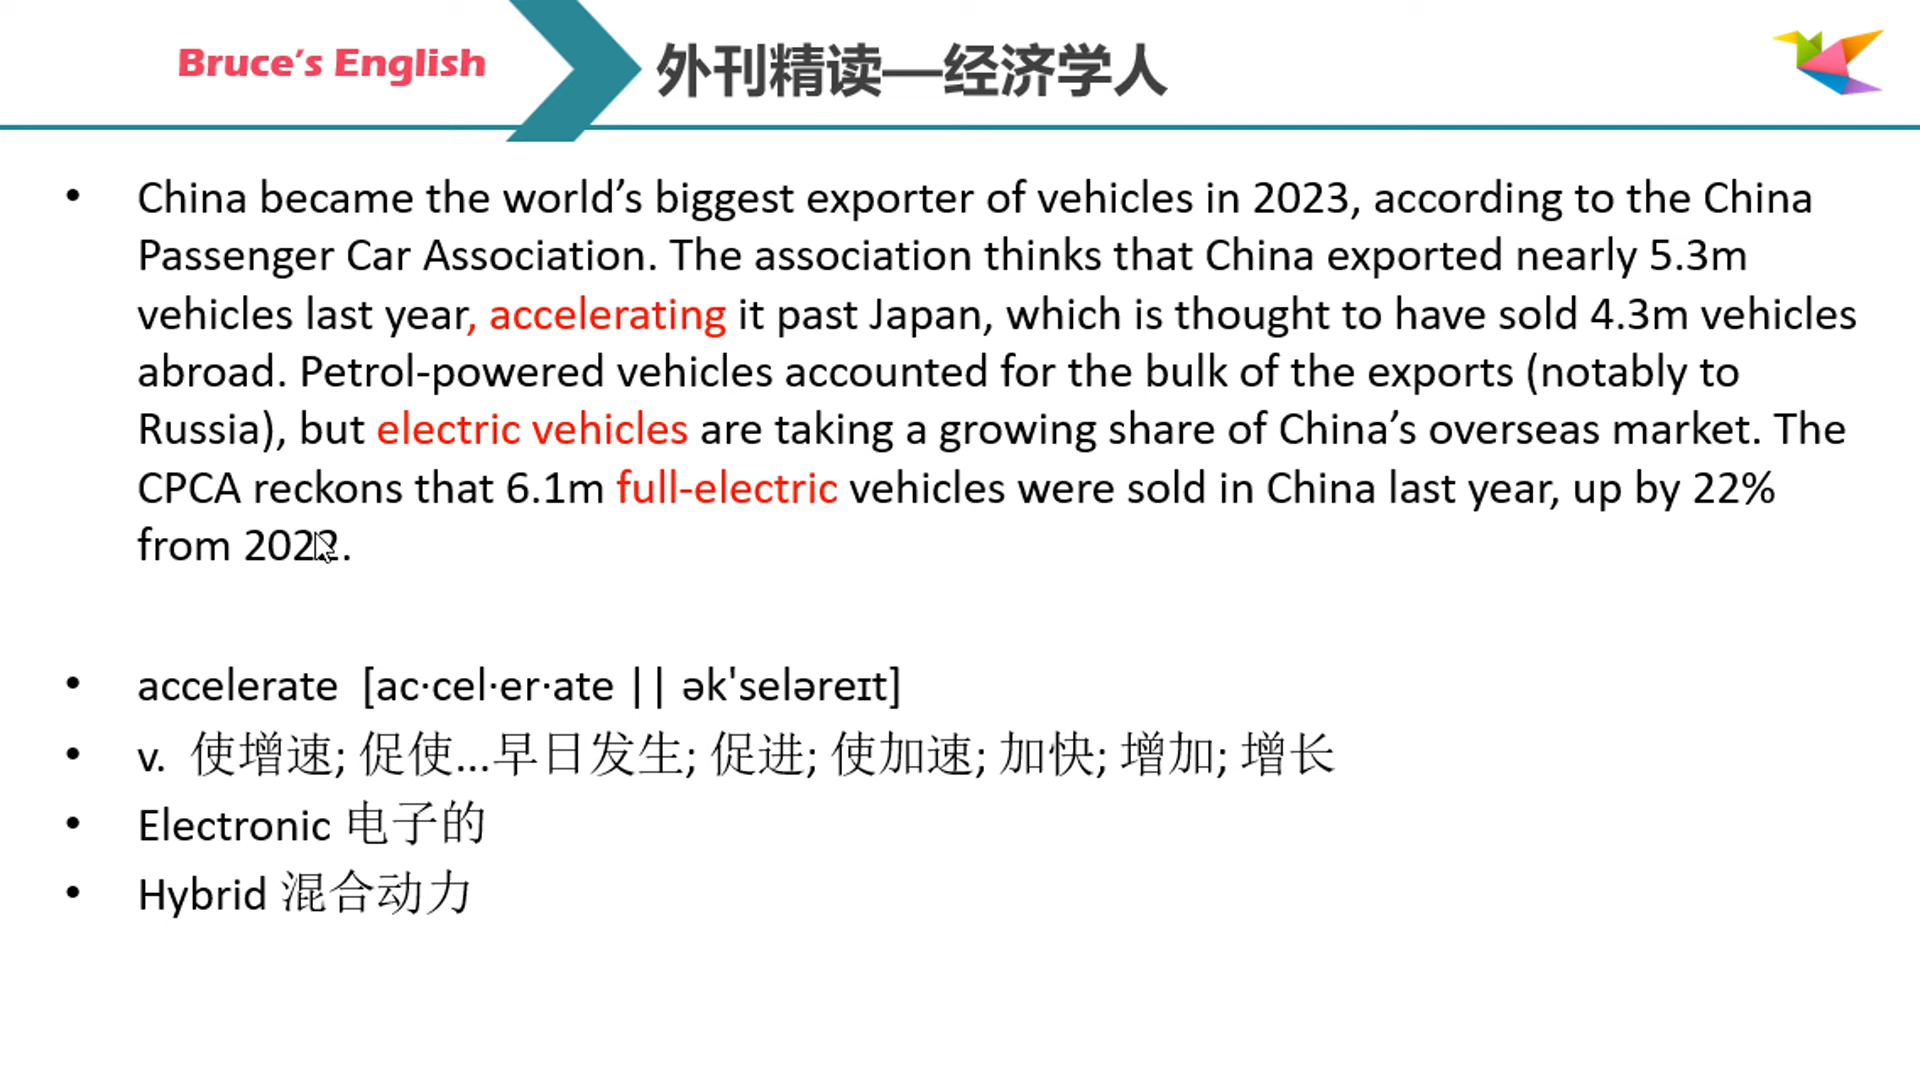 Bruce's English
外刊精读—经济学人
• China became the world's biggest exporter of vehicles in 2023, according to the China
Passenger Car Association. The association thinks that China exported nearly 5.3m
vehicles last year, accelerating it past Japan, which is thought to have sold 4.3m vehicles
abroad. Petrol-powered vehicles accounted for the bulk of the exports (notably to
Russia), but electric vehicles are taking a growing share of China's overseas market. The
CPCA reckons that 6.1m full-electric vehicles were sold in China last year, up by 22%
from 2022.
• accelerate [ac·cel·er·ate || ək'seləreɪt]
• v. 使增速; 促使...早日发生; 促进; 使加速; 加快; 增加; 增长
• Electronic 电子的
• Hybrid 混合动力